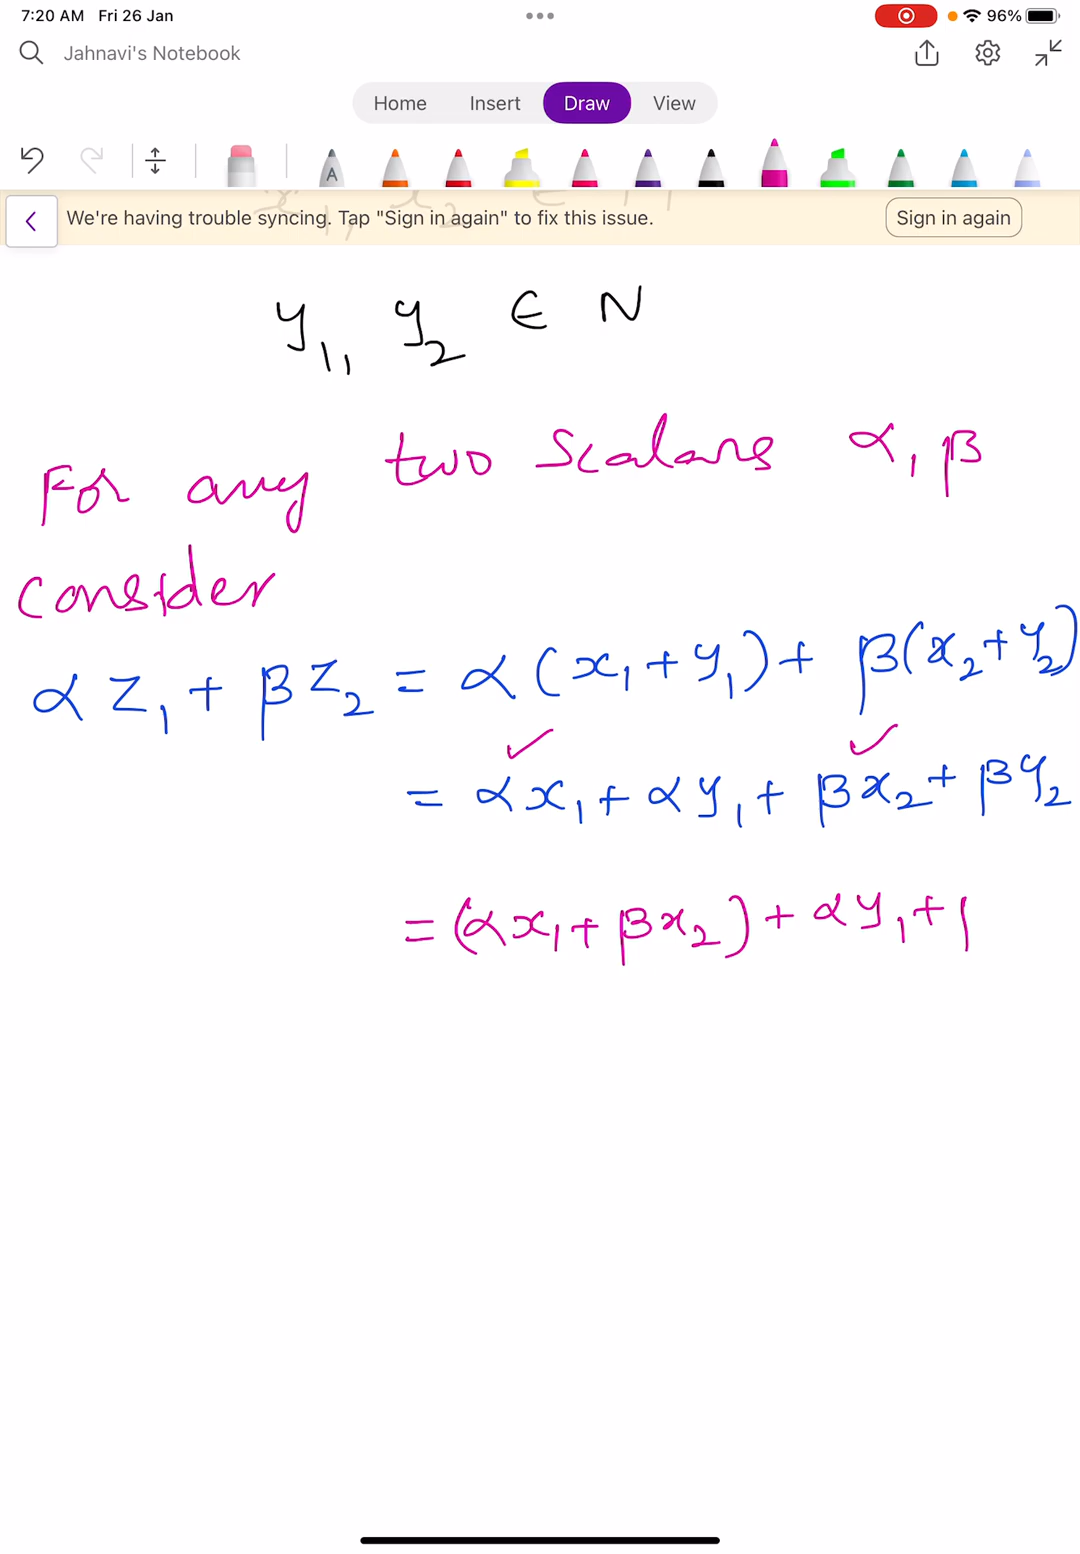 7:20 AM Fri 26 Jan 96%
Jahnavi's Notebook
Home Insert Draw View
A
We're having trouble syncing. Tap "Sign in again" to fix this issue. Sign in again
y₁, y₂ ∈ N
For any two scalars α, β
consider
αz₁ + βz₂ = α(x₁+y₁) + β(x₂+y₂)
= αx₁ + αy₁ + βx₂ + βy₂
= (αx₁ + βx₂) + αy₁ +